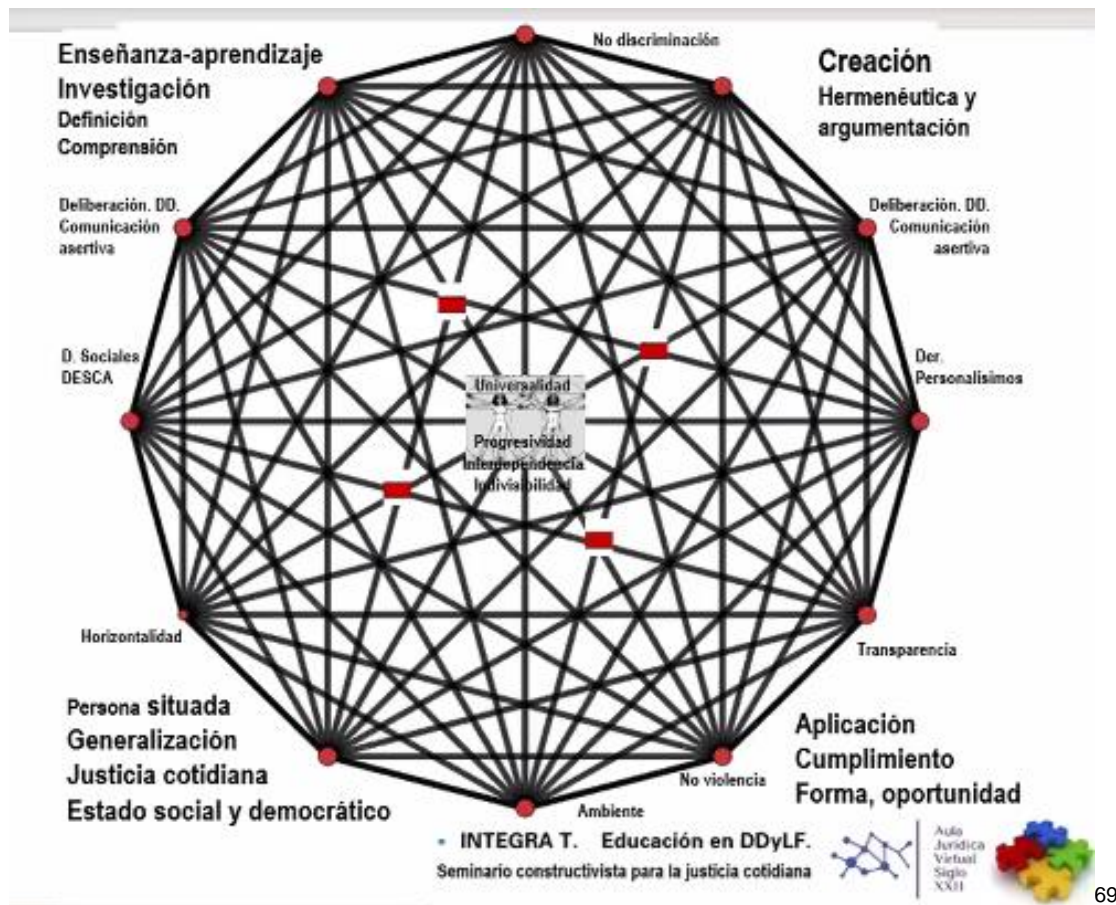 No discriminación
Enseñanza-aprendizaje
Investigación
Definición
Comprensión
Creación
Hermenéutica y
argumentación
Deliberación. DD.
Comunicación
asertiva
Deliberación. DD.
Comunicación
asertiva
D. Sociales
DESCA
Universalidad
Progresividad
Interdependencia
Indivisibilidad
Der.
Personalísimos
Horizontalidad
Transparencia
Persona situada
Generalización
Justicia cotidiana
Estado social y democrático
No violencia
Ambiente
Aplicación
Cumplimiento
Forma, oportunidad
• INTEGRA T. Educación en DDyLF.
Seminario constructivista para la justicia cotidiana
Aula
Jurídica
Virtual
Siglo
XXII
69